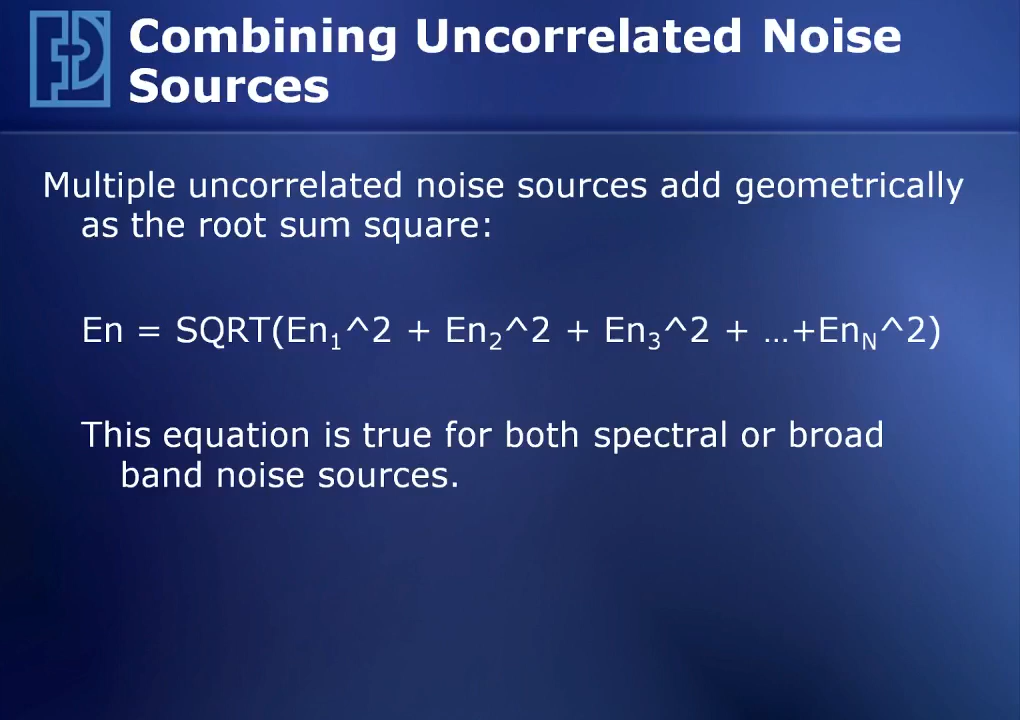 Combining Uncorrelated Noise
Sources
Multiple uncorrelated noise sources add geometrically
as the root sum square:
En = SQRT(En₁^2 + En₂^2 + En₃^2 + …+Enₙ^2)
This equation is true for both spectral or broad
band noise sources.